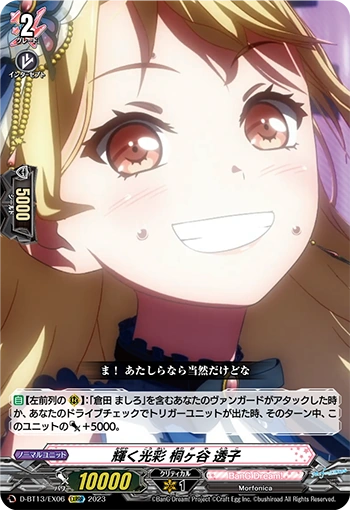 2
グレード
インターセプト
5000
シールド
ま！ あたしらなら当然だけどな
自【左前列の(R)】：「倉田 ましろ」を含むあなたのヴァンガードがアタックした時
か、あなたのドライブチェックでトリガーユニットが出た時、そのターン中、こ
のユニットの+5000。
ノーマルユニット
輝く光彩 桐ヶ谷 透子
パワー 10000
クリティカル
1
BanG Dream!
Morfonica
D-BT13/EX06 2023 ©BanG Dream! Project ©Craft Egg Inc. ©bushiroad All Rights Reserved.